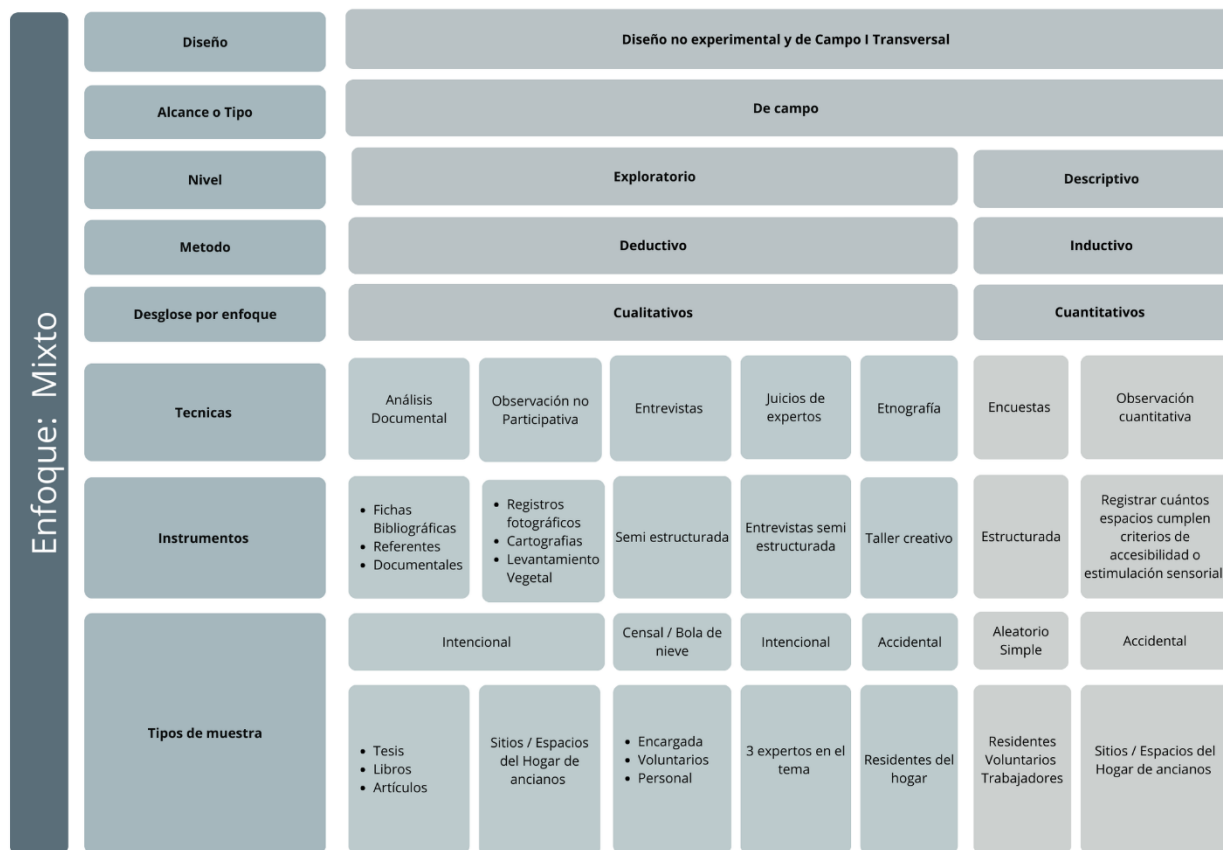 Enfoque: Mixto
Diseño
Diseño no experimental y de Campo I Transversal
Alcance o Tipo
De campo
Nivel
Exploratorio
Descriptivo
Metodo
Deductivo
Inductivo
Desglose por enfoque
Cualitativos
Cuantitativos
Tecnicas
Análisis
Documental
Observación no
Participativa
Entrevistas
Juicios de
expertos
Etnografía
Encuestas
Observación
cuantitativa
Instrumentos
• Fichas
Bibliográficas
• Referentes
• Documentales
• Registros
fotográficos
• Cartografias
• Levantamiento
Vegetal
Semi estructurada
Entrevistas semi
estructurada
Taller creativo
Estructurada
Registrar cuántos
espacios cumplen
criterios de
accesibilidad o
estimulación sensorial
Tipos de muestra
Intencional
Censal / Bola de
nieve
Intencional
Accidental
Aleatorio
Simple
Accidental
• Tesis
• Libros
• Artículos
Sitios / Espacios
del Hogar de
ancianos
• Encargada
• Voluntarios
• Personal
3 expertos en el
tema
Residentes del
hogar
Residentes
Voluntarios
Trabajadores
Sitios / Espacios del
Hogar de ancianos